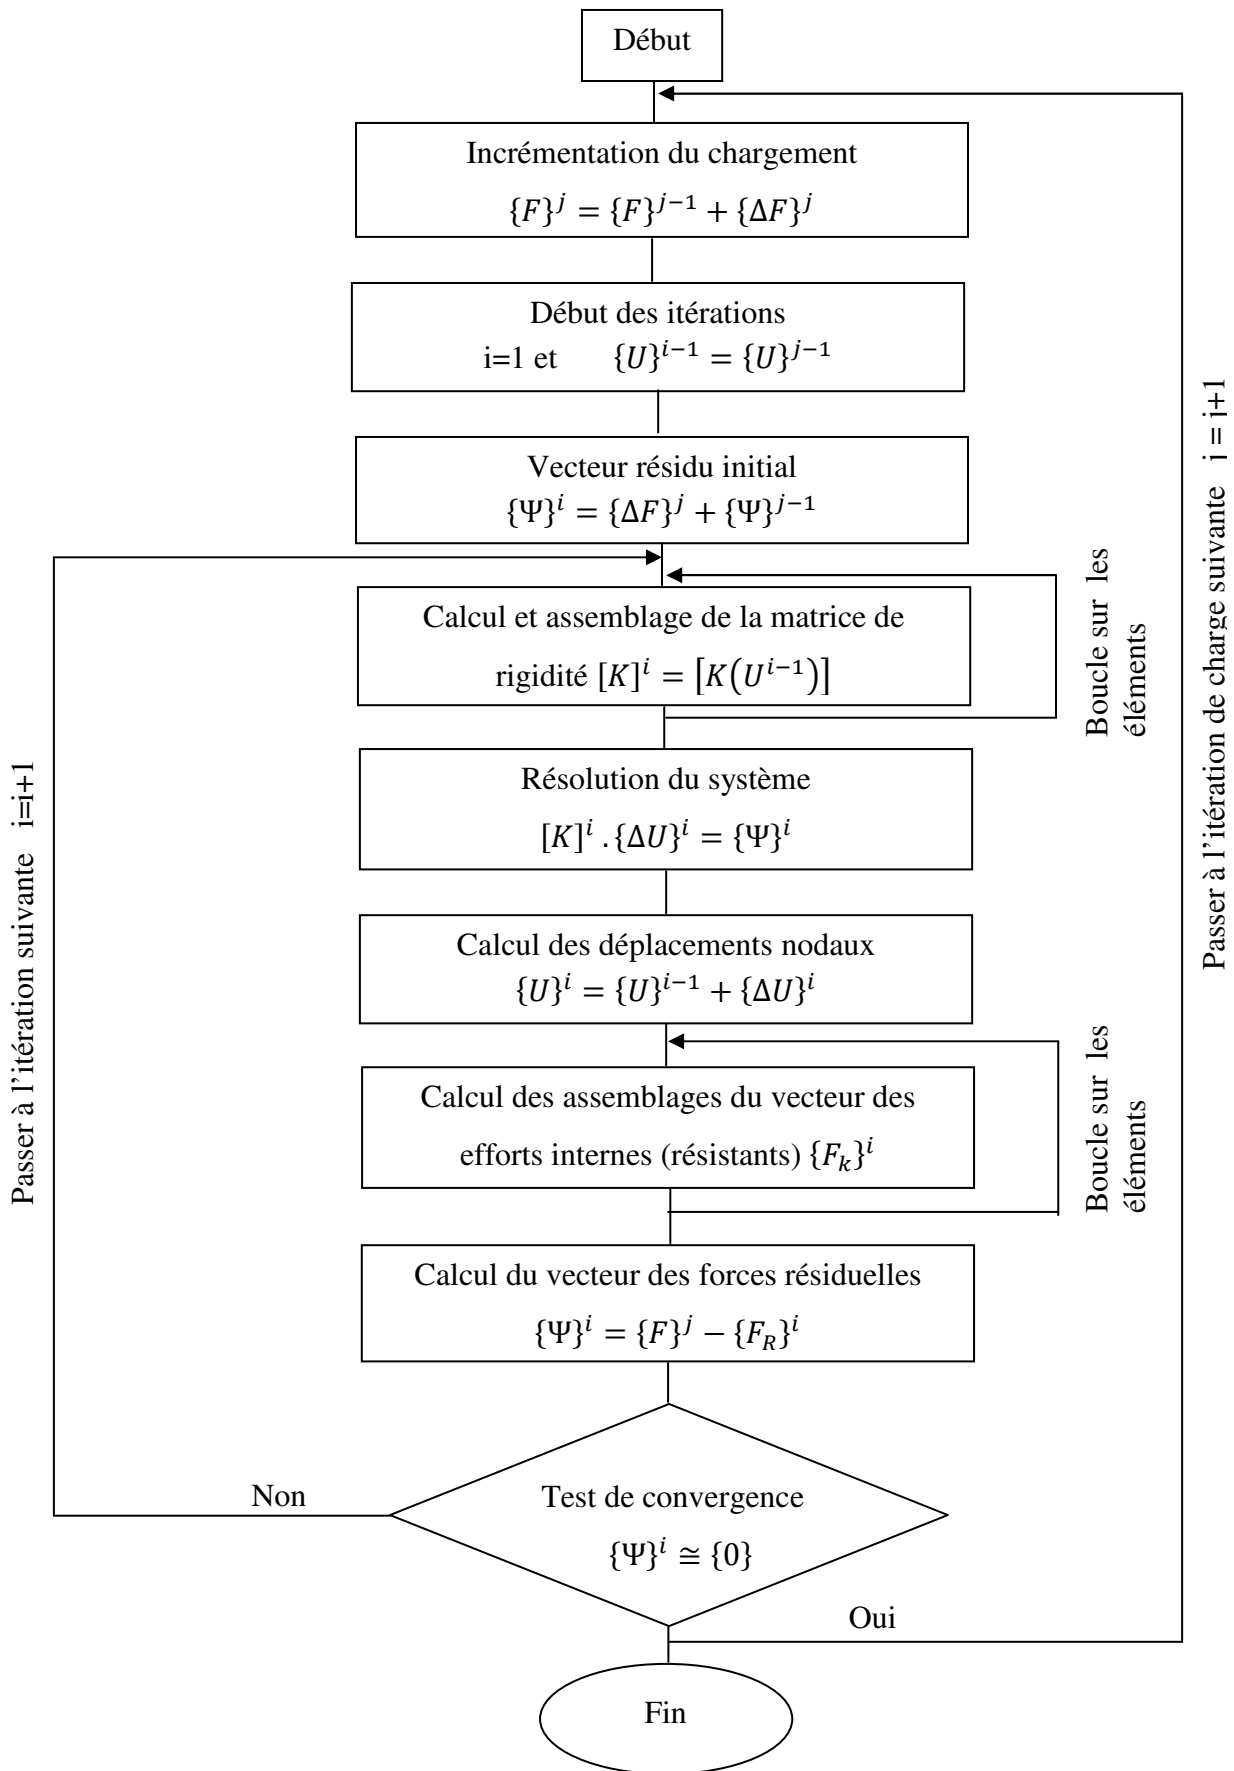 Début
Incrémentation du chargement
{F}^j = {F}^{j−1} + {ΔF}^j
Début des itérations
i=1 et {U}^{i−1} = {U}^{j−1}
Vecteur résidu initial
{Ψ}^i = {ΔF}^j + {Ψ}^{j−1}
Calcul et assemblage de la matrice de
rigidité [K]^i = [K(U^{i−1})]
Boucle sur les
éléments
Résolution du système
[K]^i . {ΔU}^i = {Ψ}^i
Calcul des déplacements nodaux
{U}^i = {U}^{i−1} + {ΔU}^i
Calcul des assemblages du vecteur des
efforts internes (résistants) {F_k}^i
Boucle sur les
éléments
Calcul du vecteur des forces résiduelles
{Ψ}^i = {F}^j − {F_R}^i
Test de convergence
{Ψ}^i ≅ {0}
Non
Oui
Fin
Passer à l’itération suivante i=i+1
Passer à l’itération de charge suivante j = j+1